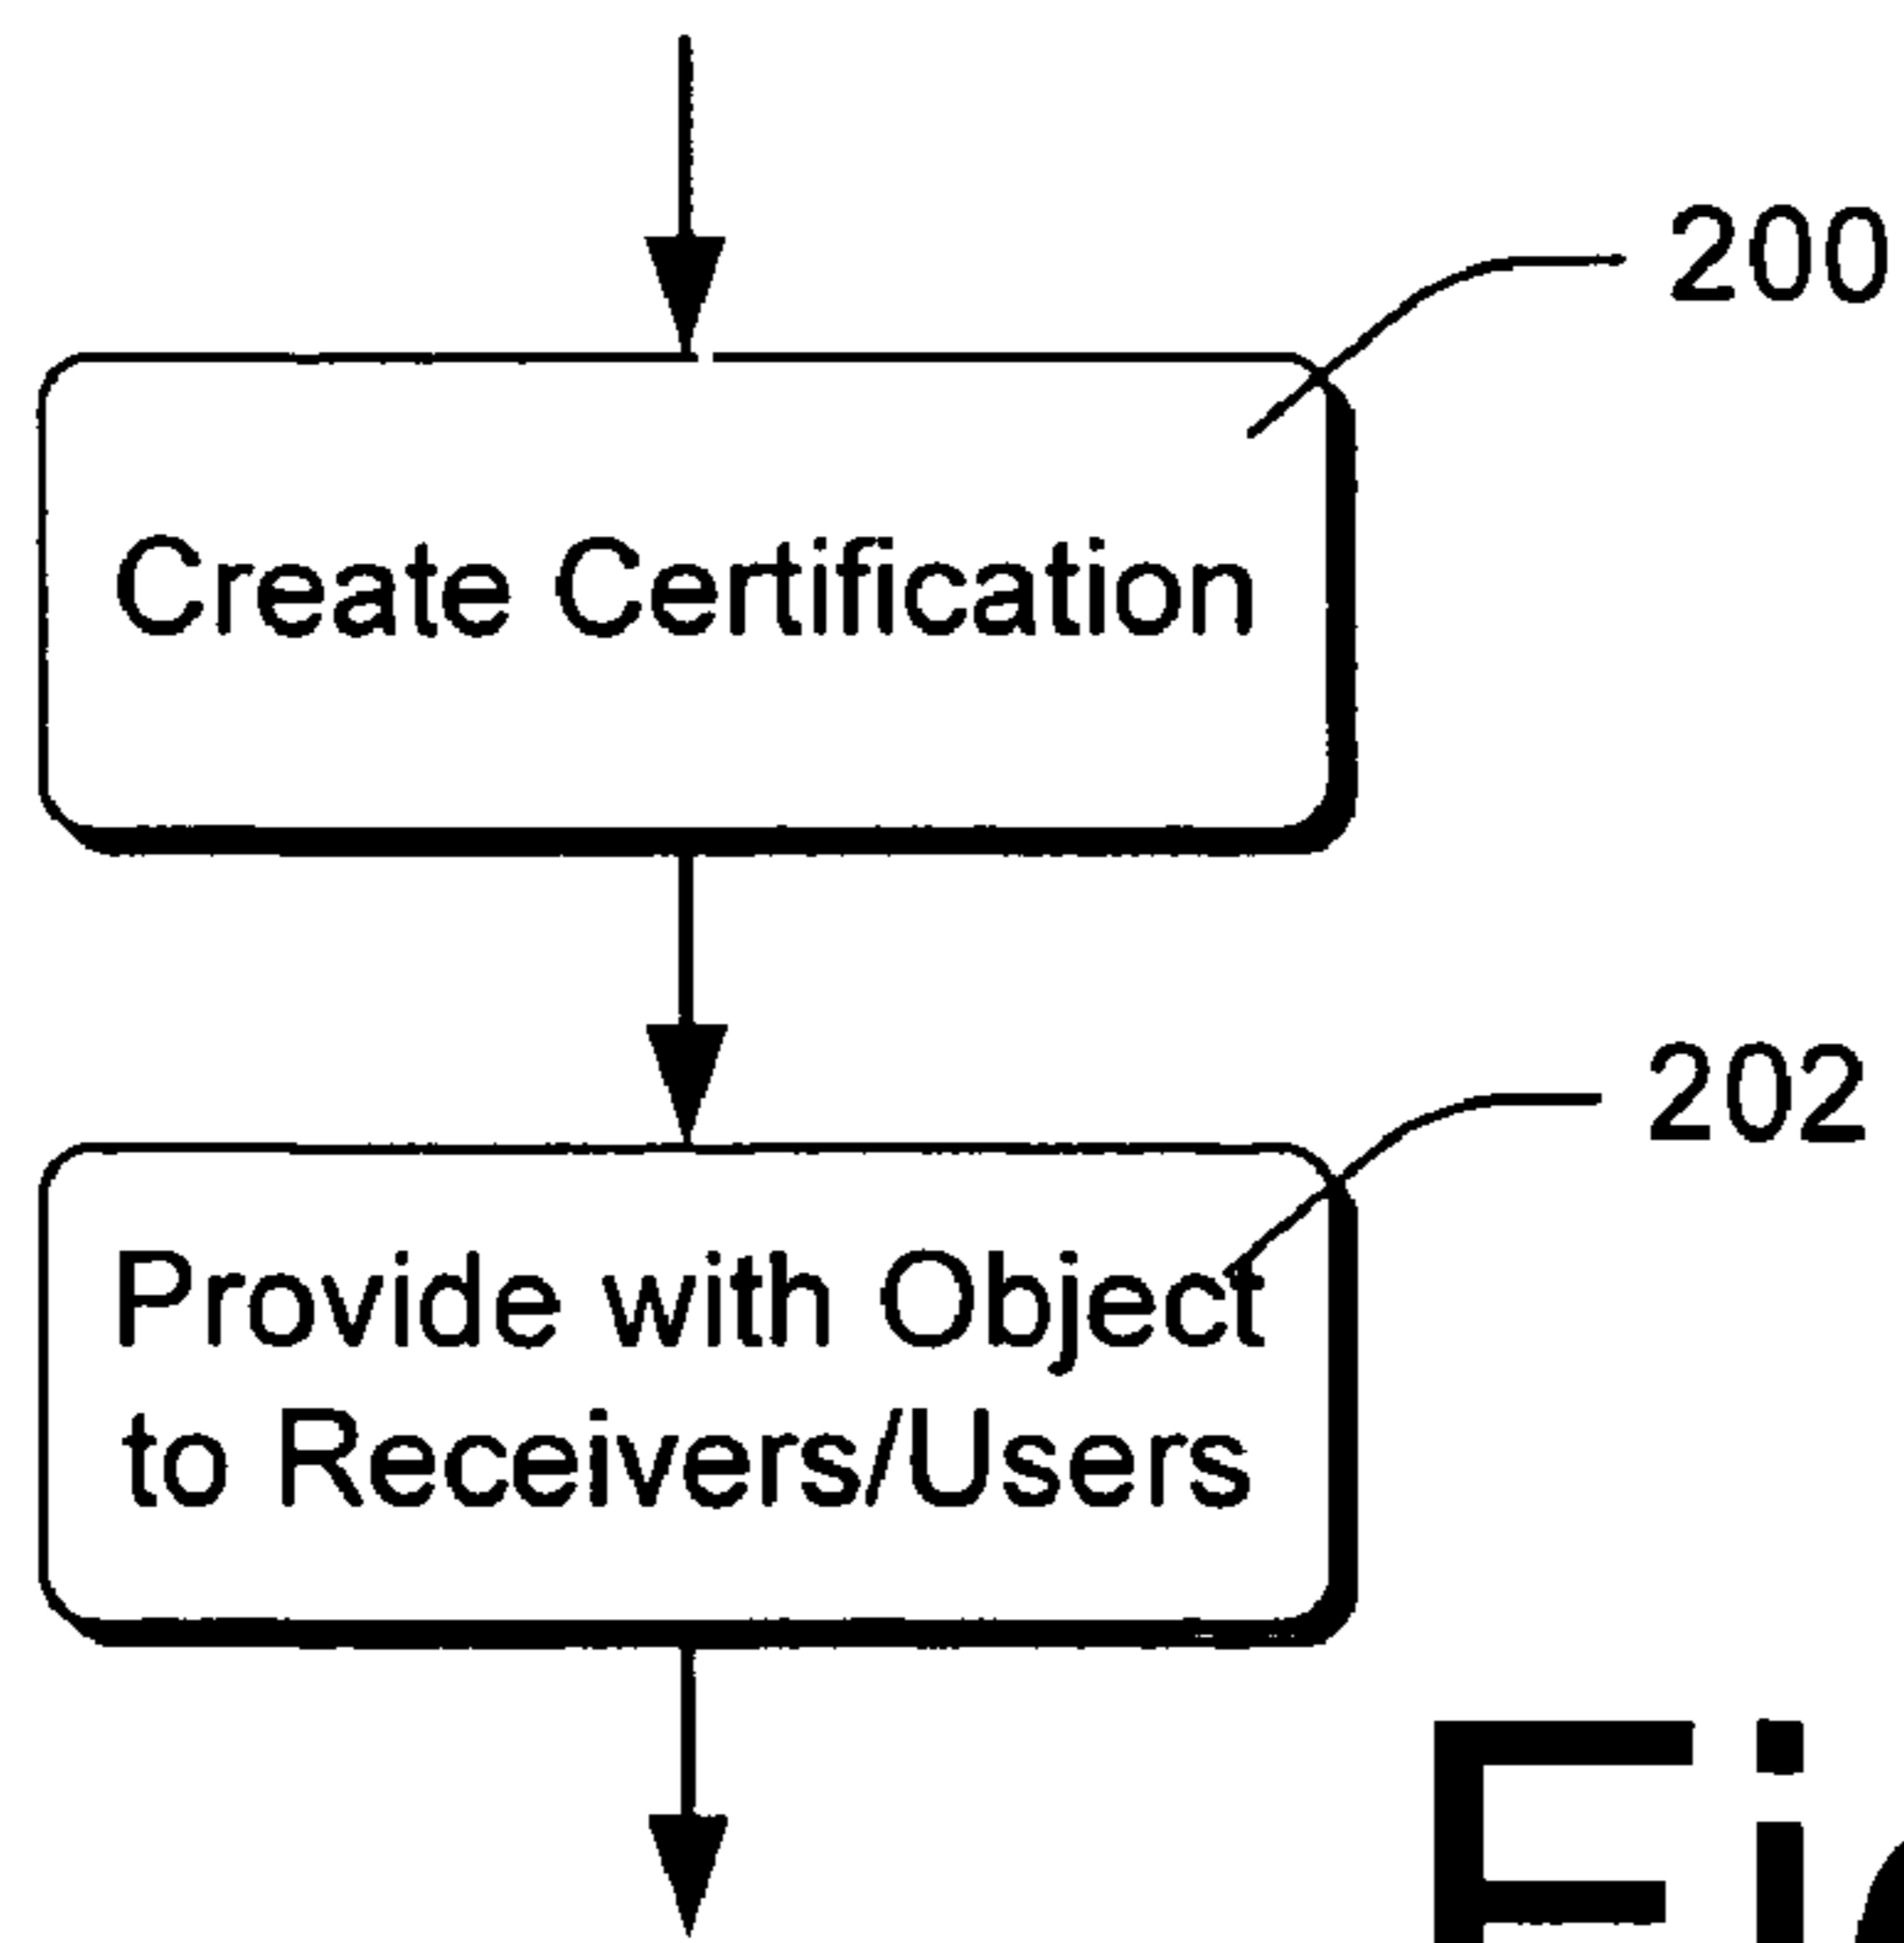 200
Create Certification
202
Provide with Object
to Receivers/Users